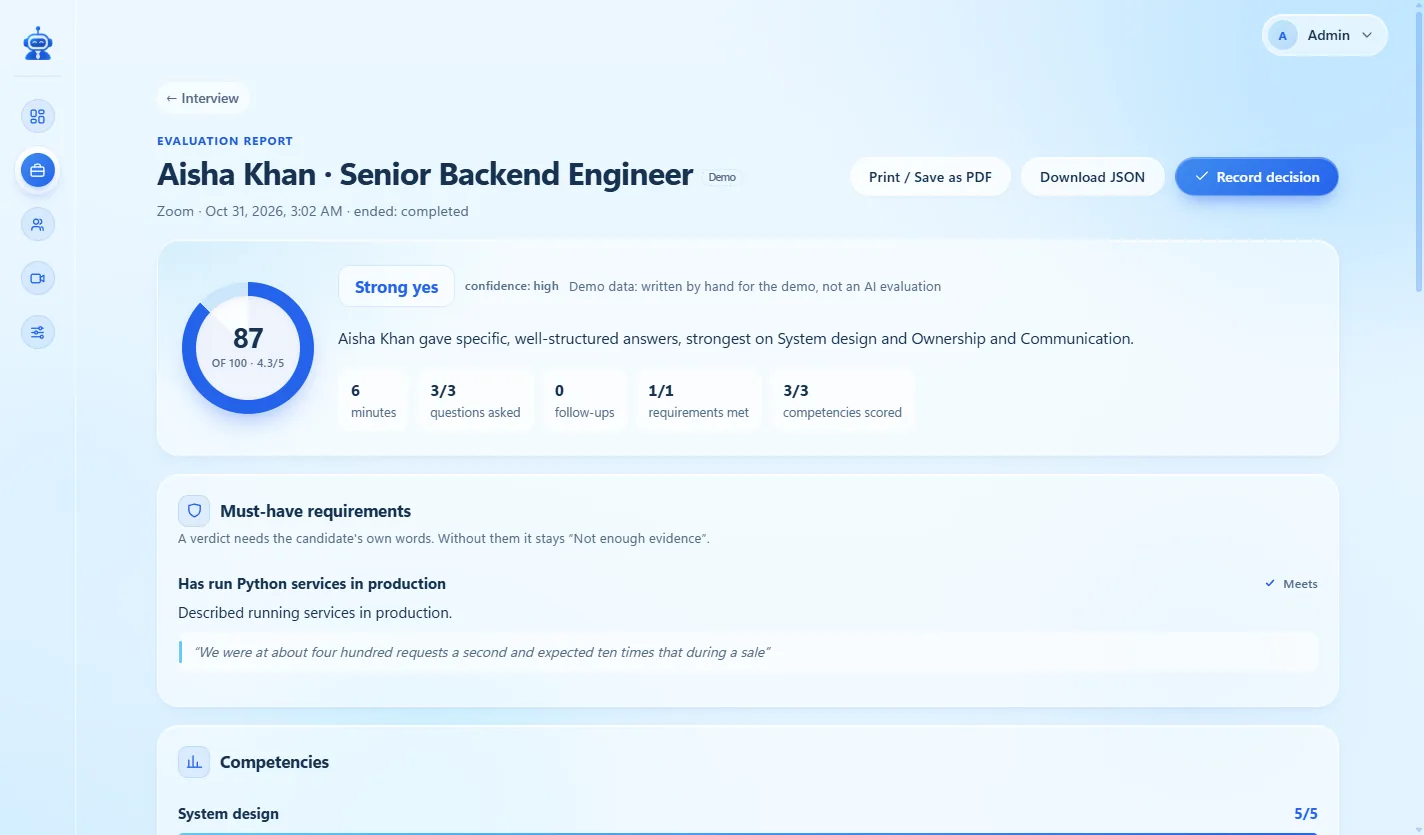 A Admin
← Interview
EVALUATION REPORT
Aisha Khan · Senior Backend Engineer Demo
Print / Save as PDF
Download JSON
Record decision
Zoom · Oct 31, 2026, 3:02 AM · ended: completed
87
OF 100 · 4.3/5
Strong yes confidence: high Demo data: written by hand for the demo, not an AI evaluation
Aisha Khan gave specific, well-structured answers, strongest on System design and Ownership and Communication.
6
minutes
3/3
questions asked
0
follow-ups
1/1
requirements met
3/3
competencies scored
Must-have requirements
A verdict needs the candidate's own words. Without them it stays “Not enough evidence”.
Has run Python services in production Meets
Described running services in production.
“We were at about four hundred requests a second and expected ten times that during a sale”
Competencies
System design 5/5